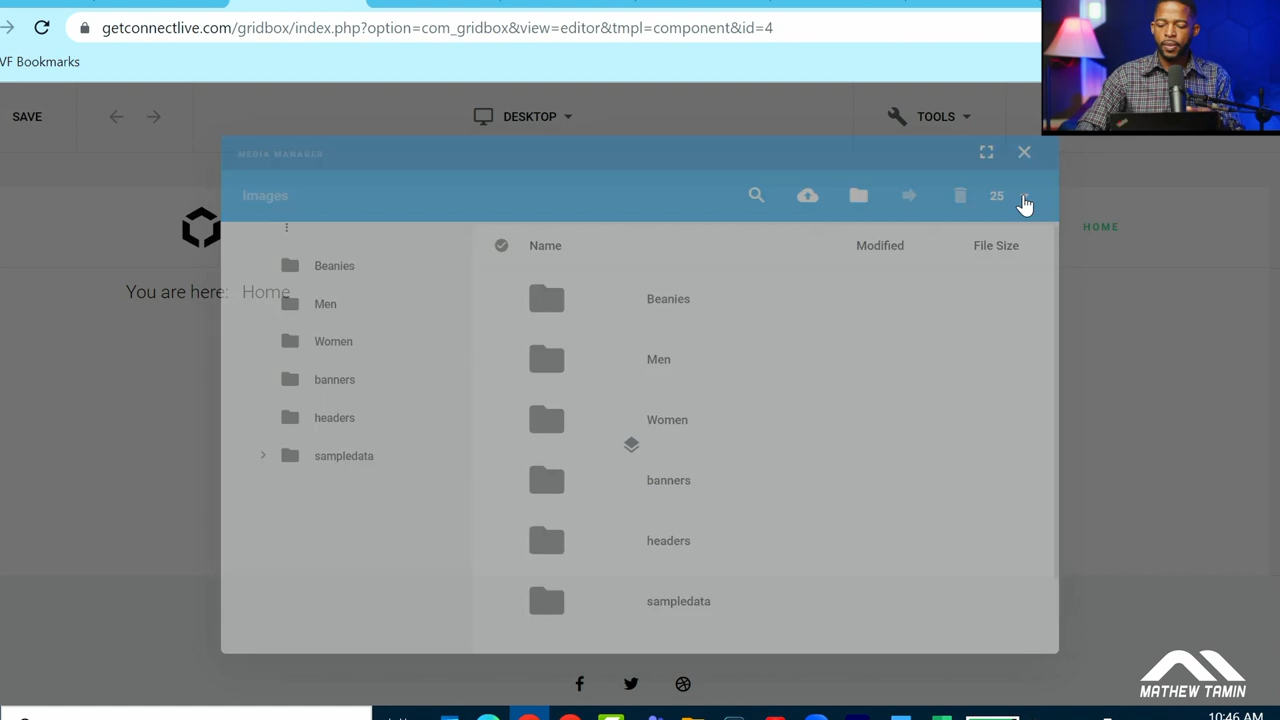 getconnectlive.com/gridbox/index.php?option=com_gridbox&view=editor&tmpl=component&id=4
VF Bookmarks
SAVE
DESKTOP
TOOLS
MEDIA MANAGER
Images
25
HOME
Name
Modified
File Size
You are here: Home
Beanies
Men
Women
banners
headers
sampledata
Beanies
Men
Women
banners
headers
sampledata
MATHEW TAMIN
10:46 AM